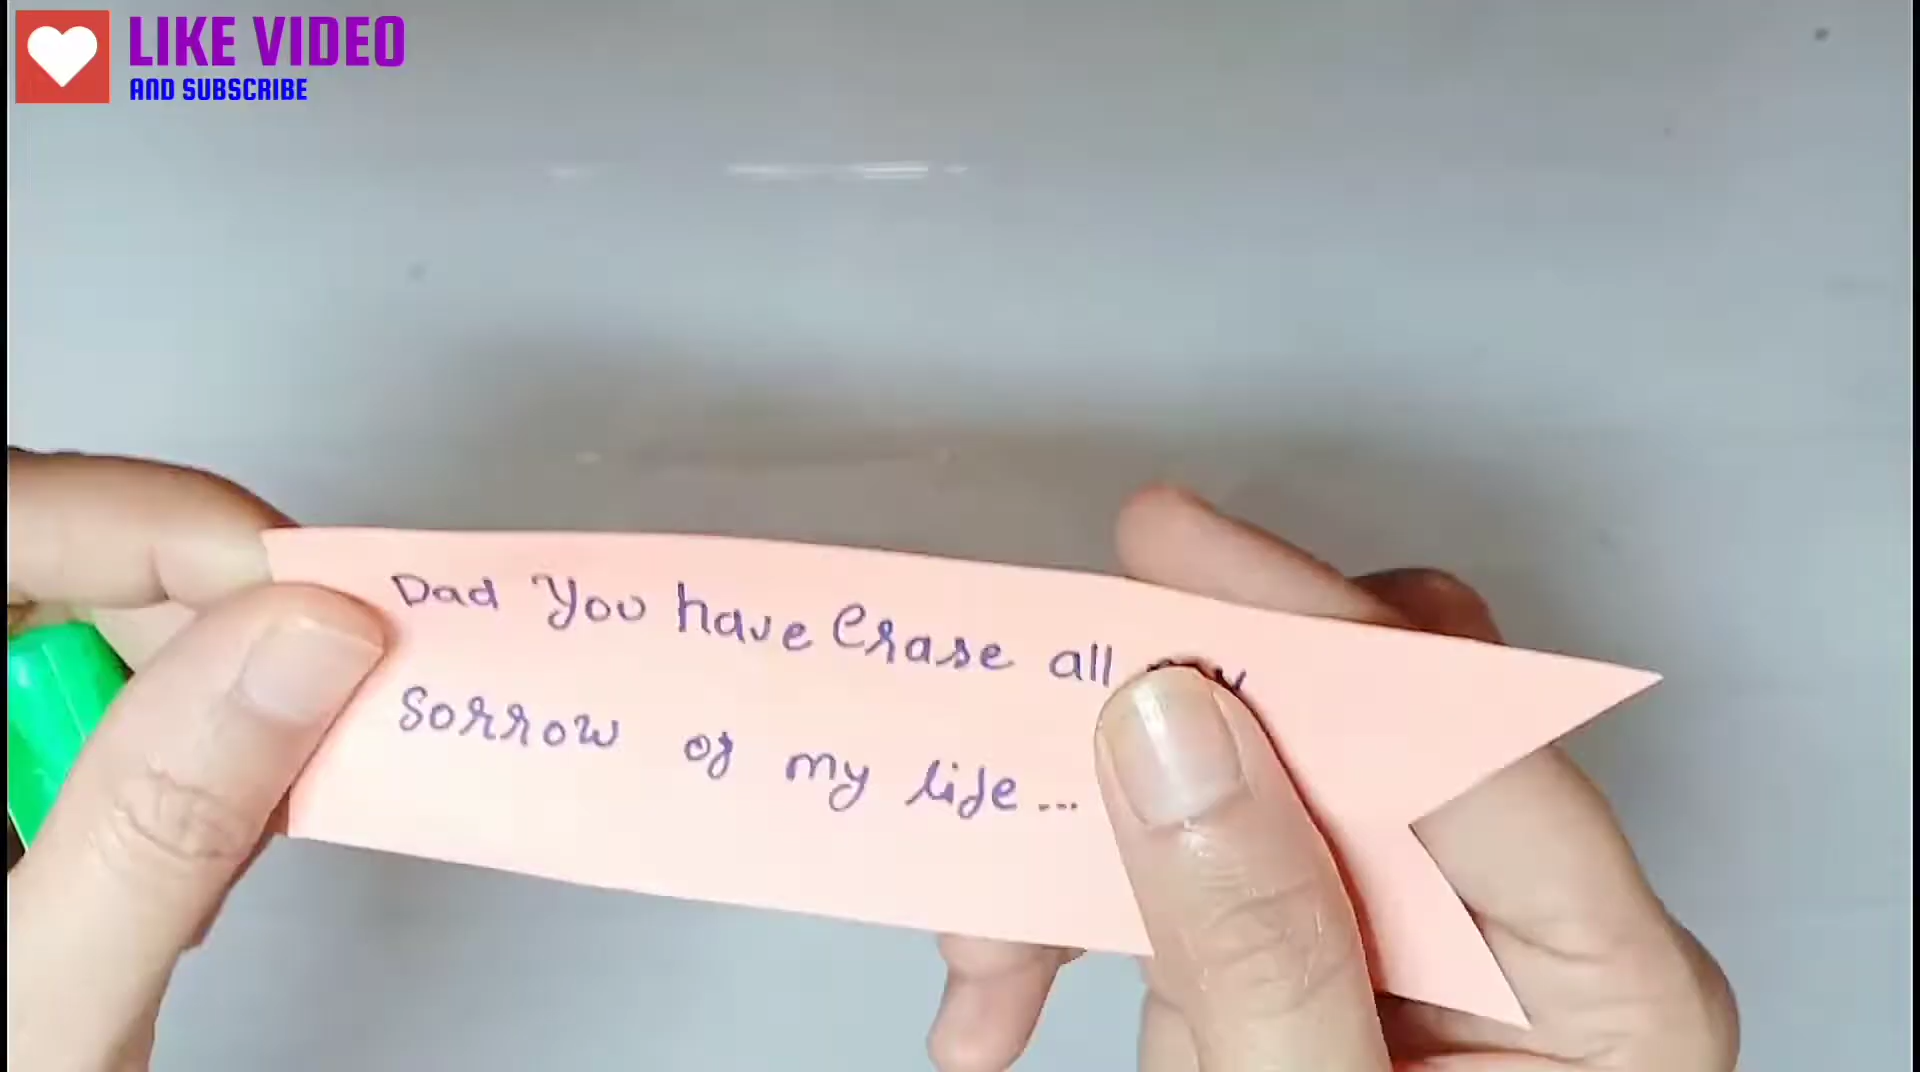 LIKE VIDEO
AND SUBSCRIBE
Dad You have Erase all
Sorrow of my life...